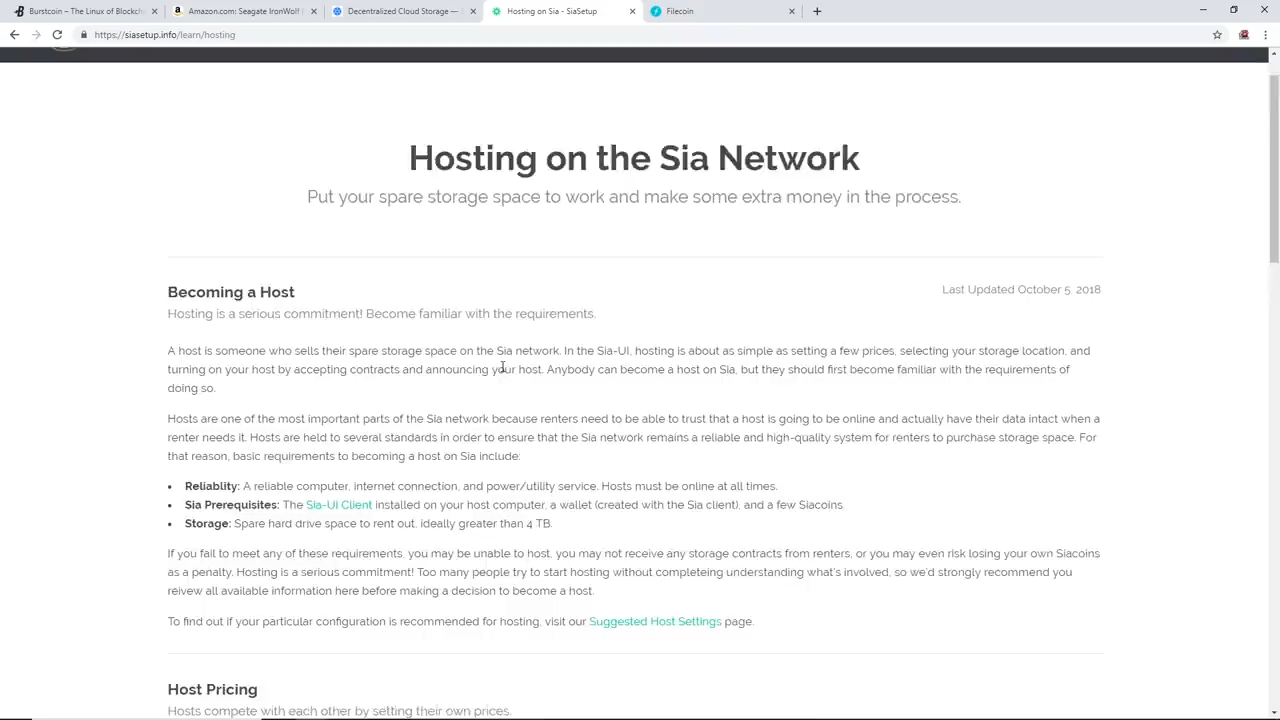 Burstcoin – The Linux of Blockch
Amazon.com: Seagate IronWolf
Decentralized Cloud Storage —
Hosting on Sia - SiaSetup
Filecoin
https://siasetup.info/learn/hosting
Hosting on the Sia Network
Put your spare storage space to work and make some extra money in the process.
Becoming a Host
Last Updated October 5, 2018
Hosting is a serious commitment! Become familiar with the requirements.
A host is someone who sells their spare storage space on the Sia network. In the Sia-UI, hosting is about as simple as setting a few prices, selecting your storage location, and
turning on your host by accepting contracts and announcing your host. Anybody can become a host on Sia, but they should first become familiar with the requirements of
doing so.
Hosts are one of the most important parts of the Sia network because renters need to be able to trust that a host is going to be online and actually have their data intact when a
renter needs it. Hosts are held to several standards in order to ensure that the Sia network remains a reliable and high-quality system for renters to purchase storage space. For
that reason, basic requirements to becoming a host on Sia include:
• Reliablity: A reliable computer, internet connection, and power/utility service. Hosts must be online at all times.
• Sia Prerequisites: The Sia-UI Client installed on your host computer, a wallet (created with the Sia client), and a few Siacoins
• Storage: Spare hard drive space to rent out, ideally greater than 4 TB.
If you fail to meet any of these requirements, you may be unable to host, you may not receive any storage contracts from renters, or you may even risk losing your own Siacoins
as a penalty. Hosting is a serious commitment! Too many people try to start hosting without completeing understanding what's involved, so we'd strongly recommend you
reivew all available information here before making a decision to become a host.
To find out if your particular configuration is recommended for hosting, visit our Suggested Host Settings page.
Host Pricing
Hosts compete with each other by setting their own prices.